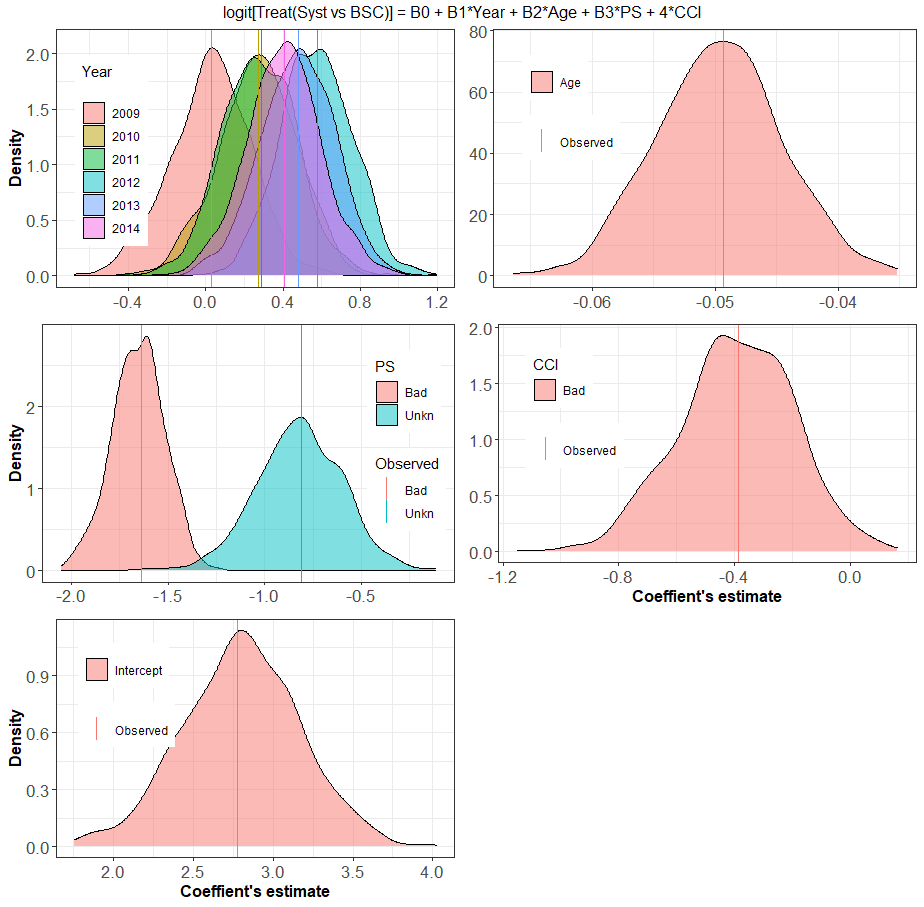 logit[Treat(Syst vs BSC)] = B0 + B1*Year + B2*Age + B3*PS + 4*CCI
Density
2.0
1.5
1.0
0.5
0.0
Year
2009
2010
2011
2012
2013
2014
-0.4
0.0
0.4
0.8
1.2
80
60
40
20
0
Age
Observed
-0.06
-0.05
-0.04
Density
2
1
0
PS
Bad
Unkn
Observed
Bad
Unkn
-2.0
-1.5
-1.0
-0.5
2.0
1.5
1.0
0.5
0.0
CCI
Bad
Observed
-1.2
-0.8
-0.4
0.0
Coeffient's estimate
Density
0.9
0.6
0.3
0.0
Intercept
Observed
2.0
2.5
3.0
3.5
4.0
Coeffient's estimate